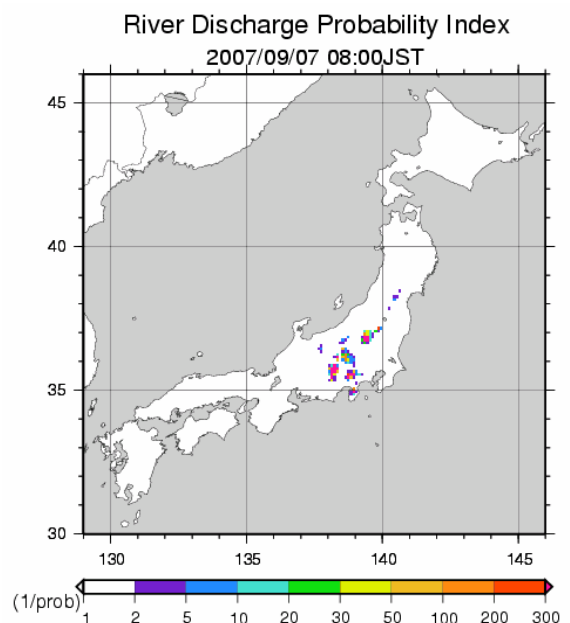 River Discharge Probability Index
2007/09/07 08:00JST
45
40
35
30
130 135 140 145
(1/prob)
1 2 5 10 20 30 50 100 200 300